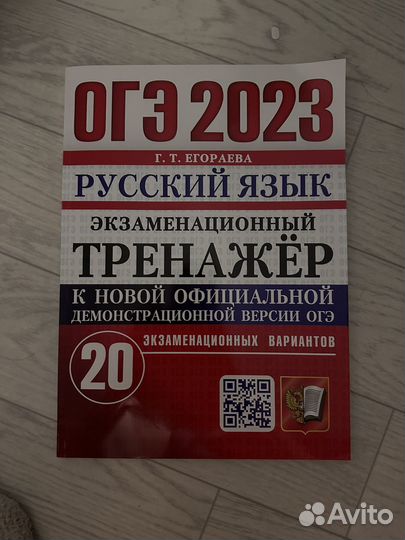 ОГЭ 2023
Г. Т. ЕГОРАЕВА
РУССКИЙ ЯЗЫК
ЭКЗАМЕНАЦИОННЫЙ
ТРЕНАЖЁР
К НОВОЙ ОФИЦИАЛЬНОЙ
ДЕМОНСТРАЦИОННОЙ ВЕРСИИ ОГЭ
20 ЭКЗАМЕНАЦИОННЫХ ВАРИАНТОВ
Avito